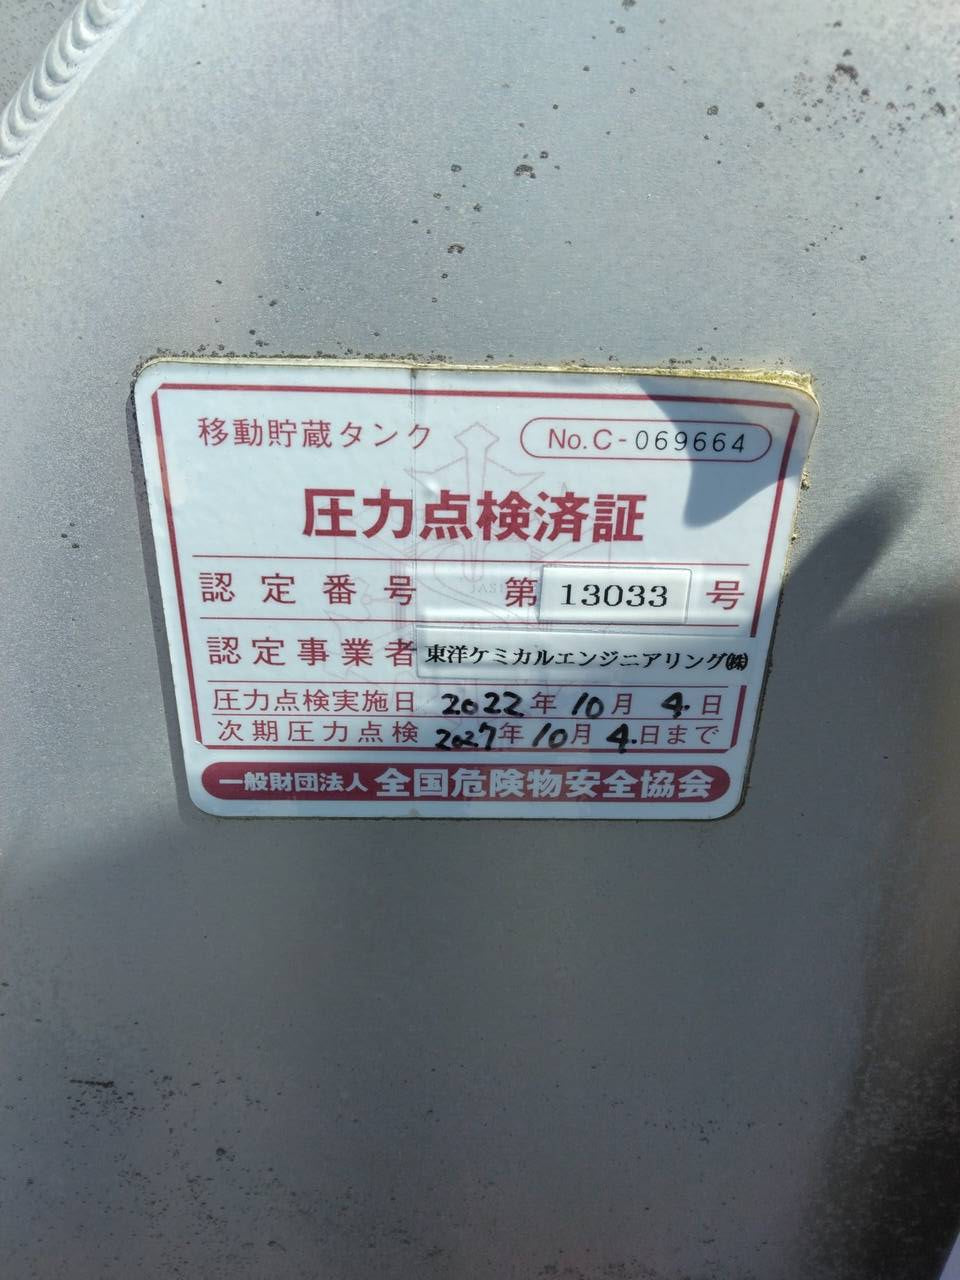 移動貯蔵タンク No.C-069664
圧力点検済証
認定番号 第 13033 号
認定事業者 東洋ケミカルエンジニアリング㈱
圧力点検実施日 2022年 10月 4日
次期圧力点検 2027年 10月 4日まで
一般財団法人 全国危険物安全協会